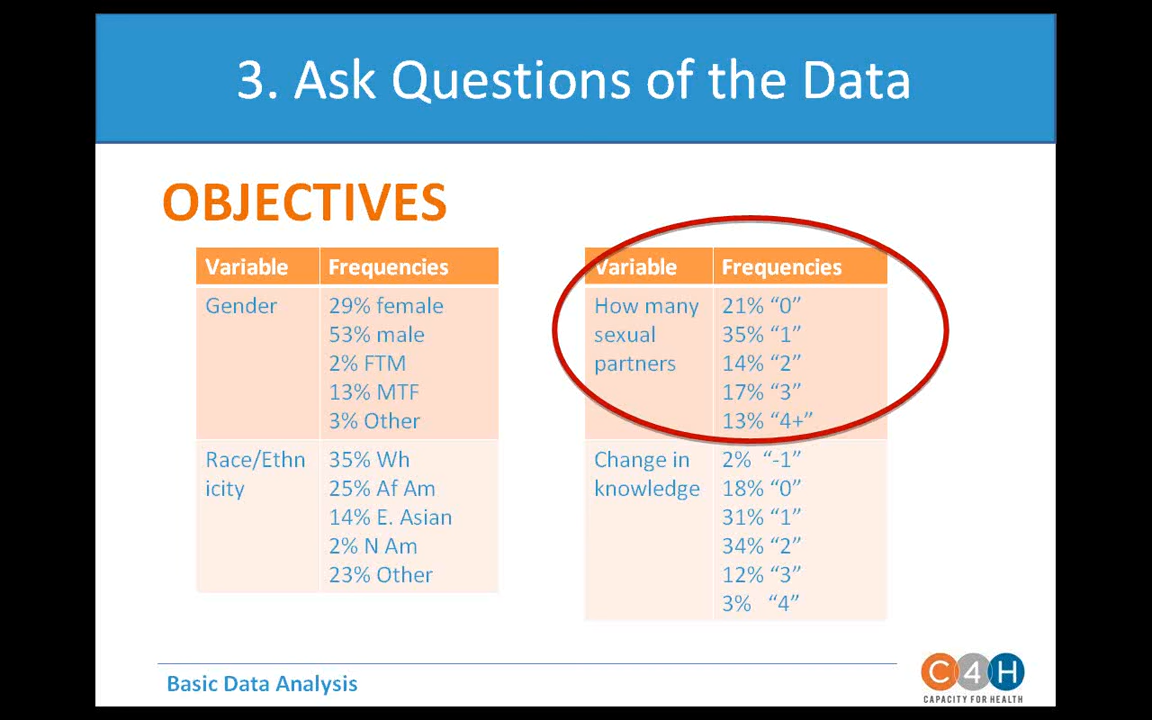 3. Ask Questions of the Data
OBJECTIVES
Variable Frequencies
Gender 29% female
53% male
2% FTM
13% MTF
3% Other
Race/Ethn 35% Wh
icity 25% Af Am
14% E. Asian
2% N Am
23% Other
Variable Frequencies
How many 21% “0”
sexual 35% “1”
partners 14% “2”
17% “3”
13% “4+”
Change in 2% “-1”
knowledge 18% “0”
31% “1”
34% “2”
12% “3”
3% “4”
Basic Data Analysis
C4H
CAPACITY FOR HEALTH